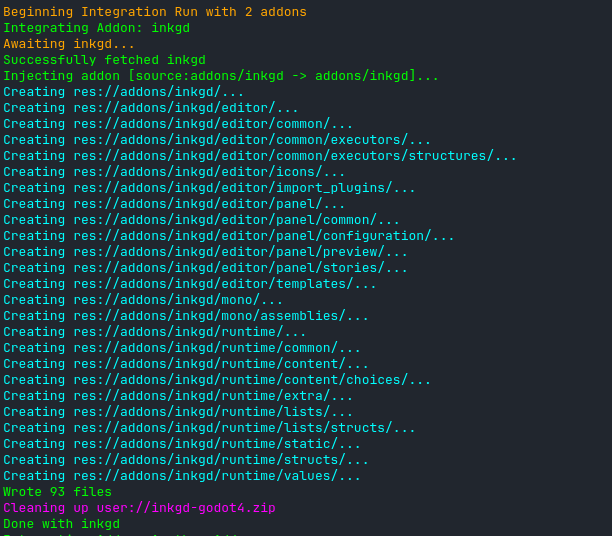 Beginning Integration Run with 2 addons
Integrating Addon: inkgd
Awaiting inkgd...
Successfully fetched inkgd
Injecting addon [source:addons/inkgd -> addons/inkgd]...
Creating res://addons/inkgd/...
Creating res://addons/inkgd/editor/...
Creating res://addons/inkgd/editor/common/...
Creating res://addons/inkgd/editor/common/executors/...
Creating res://addons/inkgd/editor/common/executors/structures/...
Creating res://addons/inkgd/editor/icons/...
Creating res://addons/inkgd/editor/import_plugins/...
Creating res://addons/inkgd/editor/panel/...
Creating res://addons/inkgd/editor/panel/common/...
Creating res://addons/inkgd/editor/panel/configuration/...
Creating res://addons/inkgd/editor/panel/preview/...
Creating res://addons/inkgd/editor/panel/stories/...
Creating res://addons/inkgd/editor/templates/...
Creating res://addons/inkgd/mono/...
Creating res://addons/inkgd/mono/assemblies/...
Creating res://addons/inkgd/runtime/...
Creating res://addons/inkgd/runtime/common/...
Creating res://addons/inkgd/runtime/content/...
Creating res://addons/inkgd/runtime/content/choices/...
Creating res://addons/inkgd/runtime/extra/...
Creating res://addons/inkgd/runtime/lists/...
Creating res://addons/inkgd/runtime/lists/structs/...
Creating res://addons/inkgd/runtime/static/...
Creating res://addons/inkgd/runtime/structs/...
Creating res://addons/inkgd/runtime/values/...
Wrote 93 files
Cleaning up user://inkgd-godot4.zip
Done with inkgd